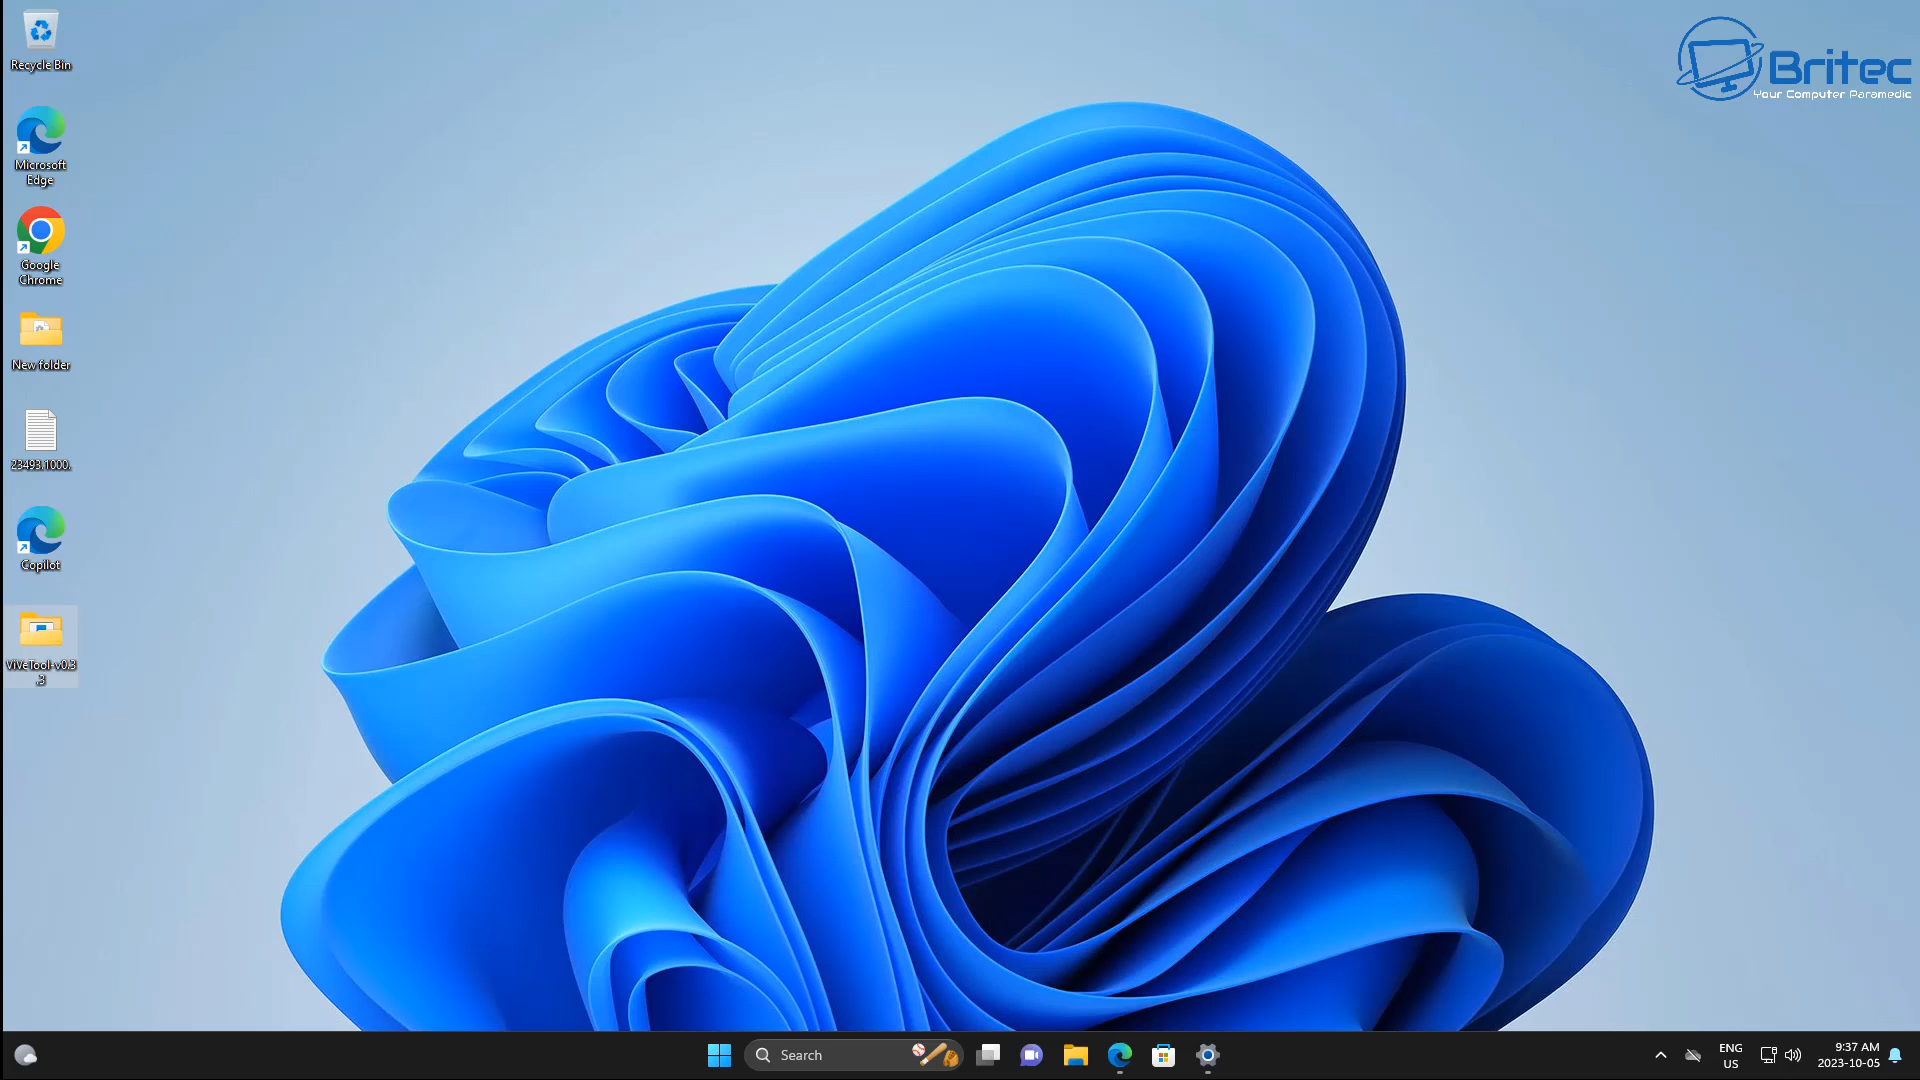 Recycle Bin
Britec
Your Computer Paramedic
Microsoft
Edge
Google
Chrome
New folder
23493.1000.
Copilot
ViVeTool-v0.3
.3
Search
ENG
US
9:37 AM
2023-10-05